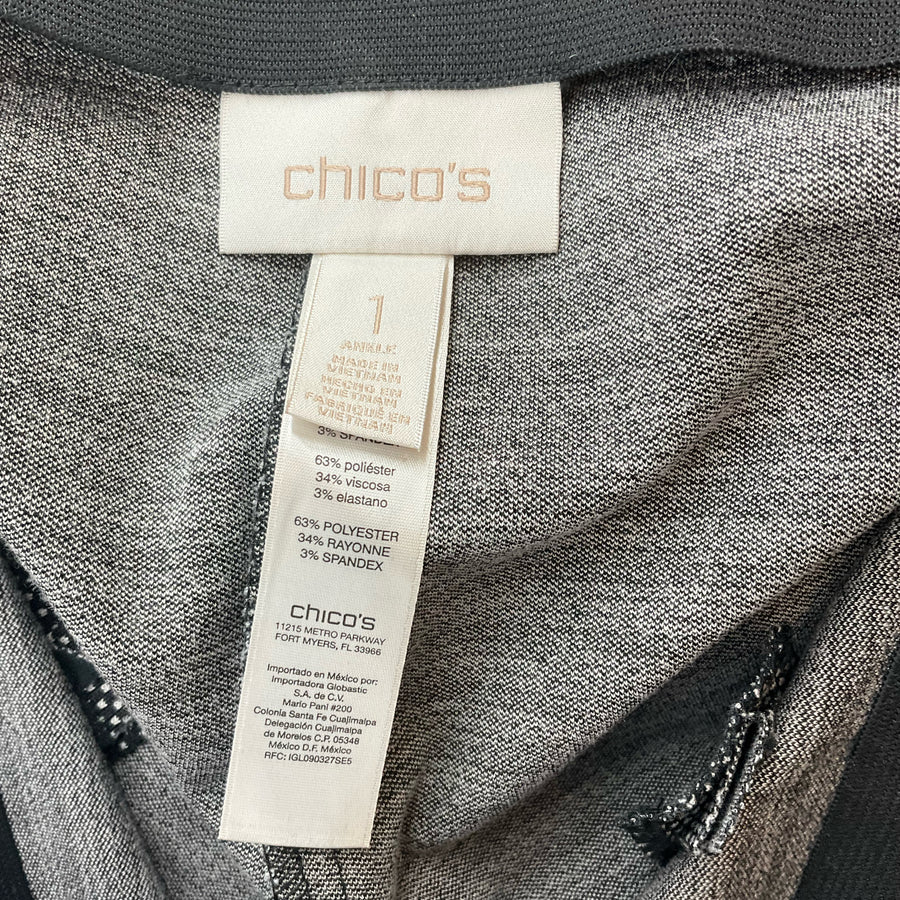 chico's
1
ANKLE
MADE IN
VIETNAM
HECHO EN
VIETNAM
FABRIQUÉ EN
VIETNAM
3% SPANDEX
63% poliéster
34% viscosa
3% elastano
63% POLYESTER
34% RAYONNE
3% SPANDEX
chico's
11215 METRO PARKWAY
FORT MYERS, FL 33966
Importado en México por:
Importadora Globastic
S.A. de C.V.
Mario Pani #200
Colonia Santa Fe Cuajimalpa
Delegación Cuajimalpa
de Morelos C.P. 05348
México D.F. México
RFC: IGL090327SE5